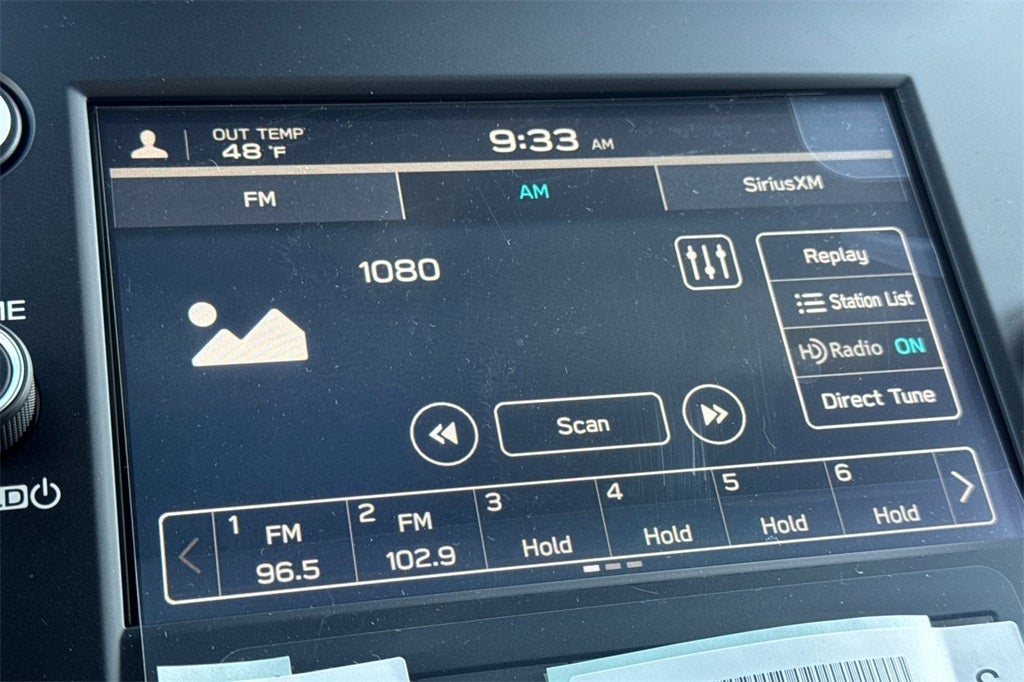 OUT TEMP
48 °F
9:33 AM
FM
AM
SiriusXM
1080
Replay
Station List
HD Radio ON
Direct Tune
Scan
1
FM
96.5
2
FM
102.9
3
Hold
4
Hold
5
Hold
6
Hold